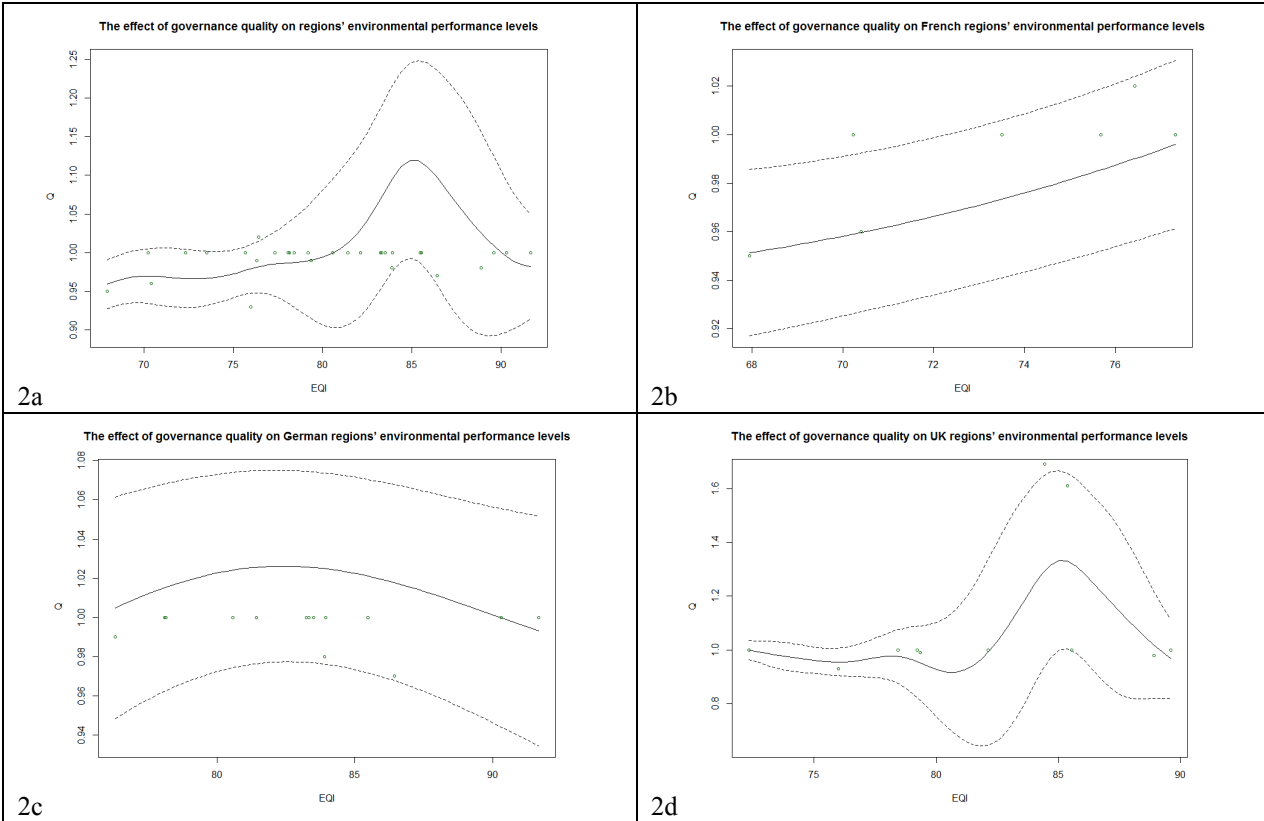 The effect of governance quality on regions' environmental performance levels
1.25
1.20
1.15
1.10
1.05
1.00
0.95
0.90
Q
70 75 80 85 90
EQI
2a
The effect of governance quality on French regions' environmental performance levels
1.02
1.00
0.98
0.96
0.94
0.92
Q
68 70 72 74 76
EQI
2b
The effect of governance quality on German regions' environmental performance levels
1.08
1.06
1.04
1.02
1.00
0.98
0.96
0.94
Q
80 85 90
EQI
2c
The effect of governance quality on UK regions' environmental performance levels
1.6
1.4
1.2
1.0
0.8
Q
75 80 85 90
EQI
2d